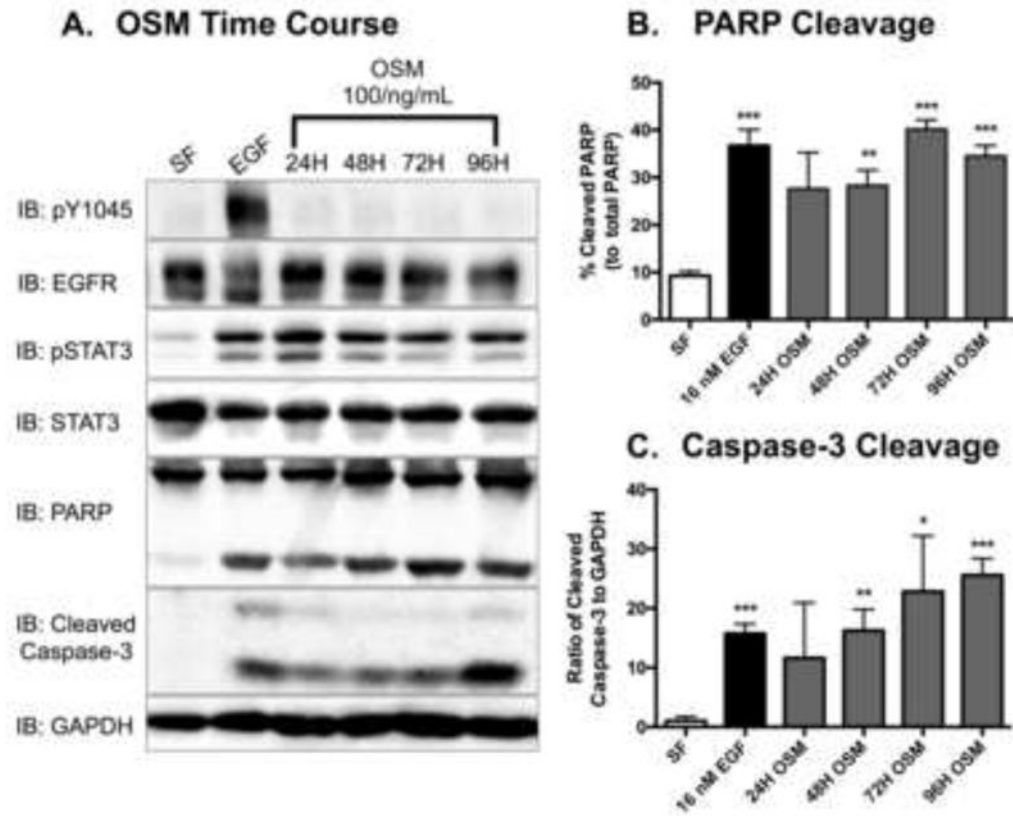 A. OSM Time Course
OSM
100/ng/mL
SF EGF 24H 48H 72H 96H
IB: pY1045
IB: EGFR
IB: pSTAT3
IB: STAT3
IB: PARP
IB: Cleaved
Caspase-3
IB: GAPDH
B. PARP Cleavage
% Cleaved PARP
(to total PARP)
50
40
30
20
10
0
*** ** *** ***
SF 16 nM EGF 24H OSM 48H OSM 72H OSM 96H OSM
C. Caspase-3 Cleavage
Ratio of Cleaved
Caspase-3 to GAPDH
40
30
20
10
0
*** ** * ***
SF 16 nM EGF 24H OSM 48H OSM 72H OSM 96H OSM